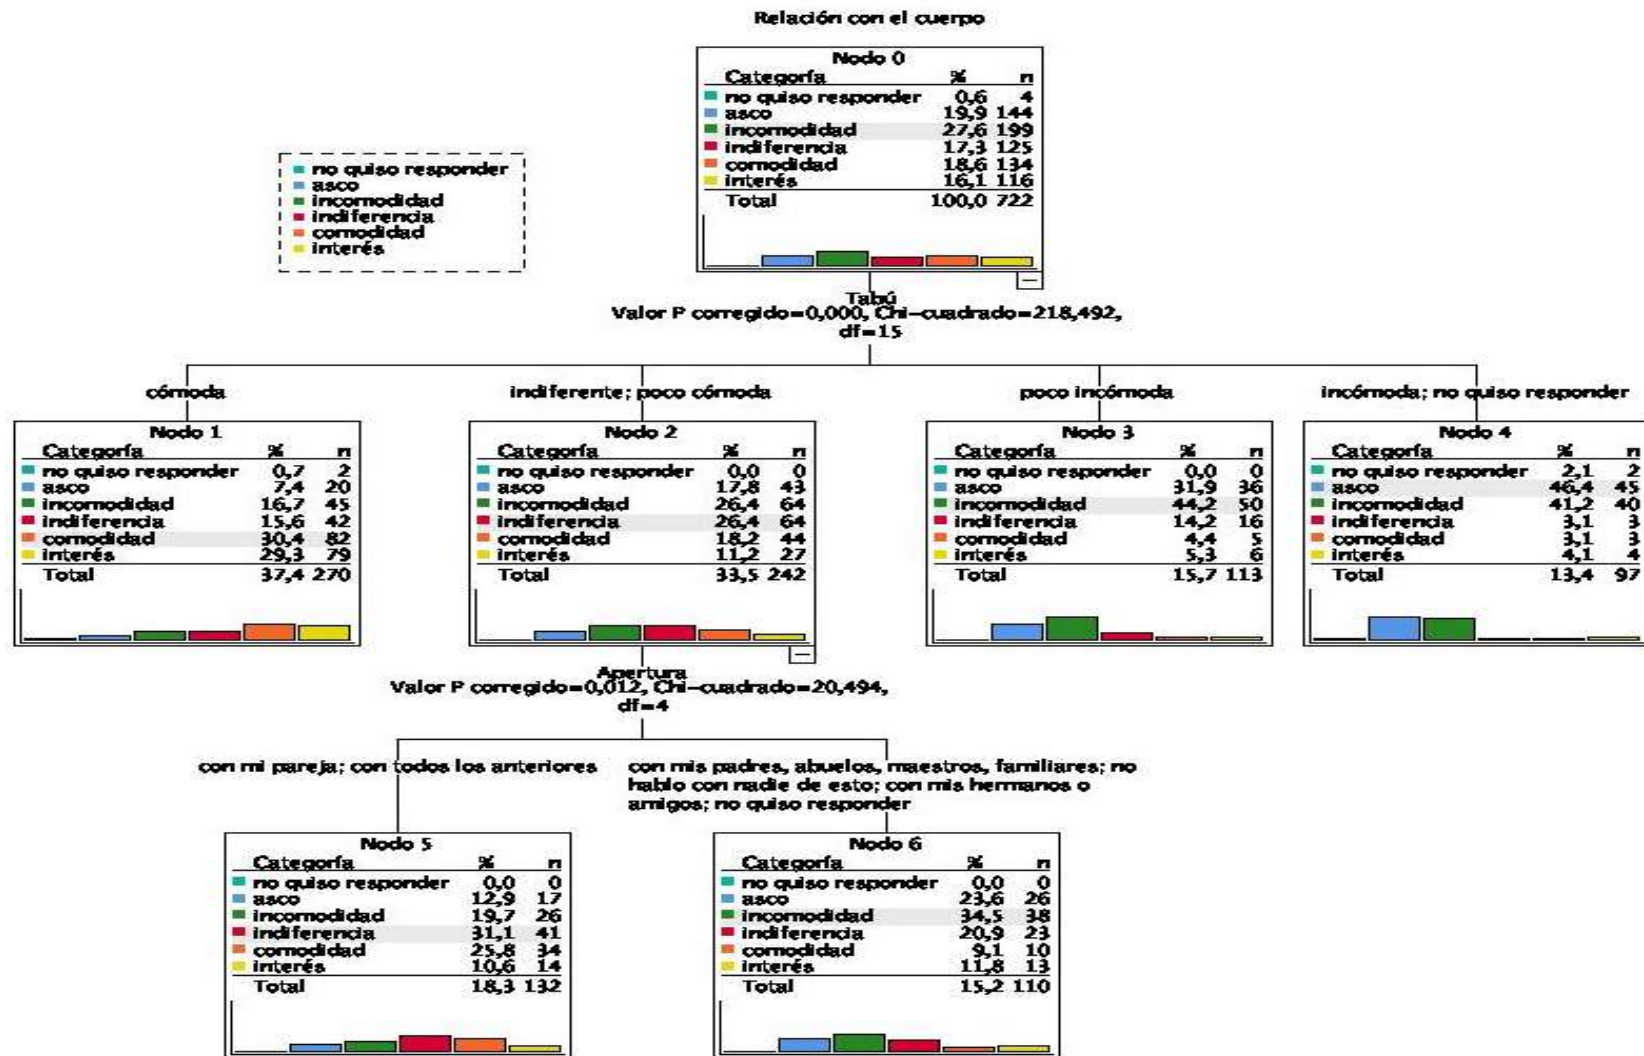 Relación con el cuerpo
Nodo 0
Categoría % n
no quiso responder 0,6 4
asco 19,9 144
incomodidad 27,6 199
indiferencia 17,3 125
comodidad 18,6 134
interés 16,1 116
Total 100,0 722
no quiso responder
asco
incomodidad
indiferencia
comodidad
interés
Tabú
Valor P corregido=0,000, Chi-cuadrado=218,492,
df=15
cómoda
indiferente; poco cómoda
poco incómoda
incómoda; no quiso responder
Nodo 1
Categoría % n
no quiso responder 0,7 2
asco 7,4 20
incomodidad 16,7 45
indiferencia 15,6 42
comodidad 30,4 82
interés 29,3 79
Total 37,4 270
Nodo 2
Categoría % n
no quiso responder 0,0 0
asco 17,8 43
incomodidad 26,4 64
indiferencia 26,4 64
comodidad 18,2 44
interés 11,2 27
Total 33,5 242
Nodo 3
Categoría % n
no quiso responder 0,0 0
asco 31,9 36
incomodidad 44,2 50
indiferencia 14,2 16
comodidad 4,4 5
interés 5,3 6
Total 15,7 113
Nodo 4
Categoría % n
no quiso responder 2,1 2
asco 46,4 45
incomodidad 41,2 40
indiferencia 3,1 3
comodidad 3,1 3
interés 4,1 4
Total 13,4 97
Apertura
Valor P corregido=0,012, Chi-cuadrado=20,494,
df=4
con mi pareja; con todos los anteriores
con mis padres, abuelos, maestros, familiares; no
hablo con nadie de esto; con mis hermanos o
amigos; no quiso responder
Nodo 5
Categoría % n
no quiso responder 0,0 0
asco 12,9 17
incomodidad 19,7 26
indiferencia 31,1 41
comodidad 25,8 34
interés 10,6 14
Total 18,3 132
Nodo 6
Categoría % n
no quiso responder 0,0 0
asco 23,6 26
incomodidad 34,5 38
indiferencia 20,9 23
comodidad 9,1 10
interés 11,8 13
Total 15,2 110